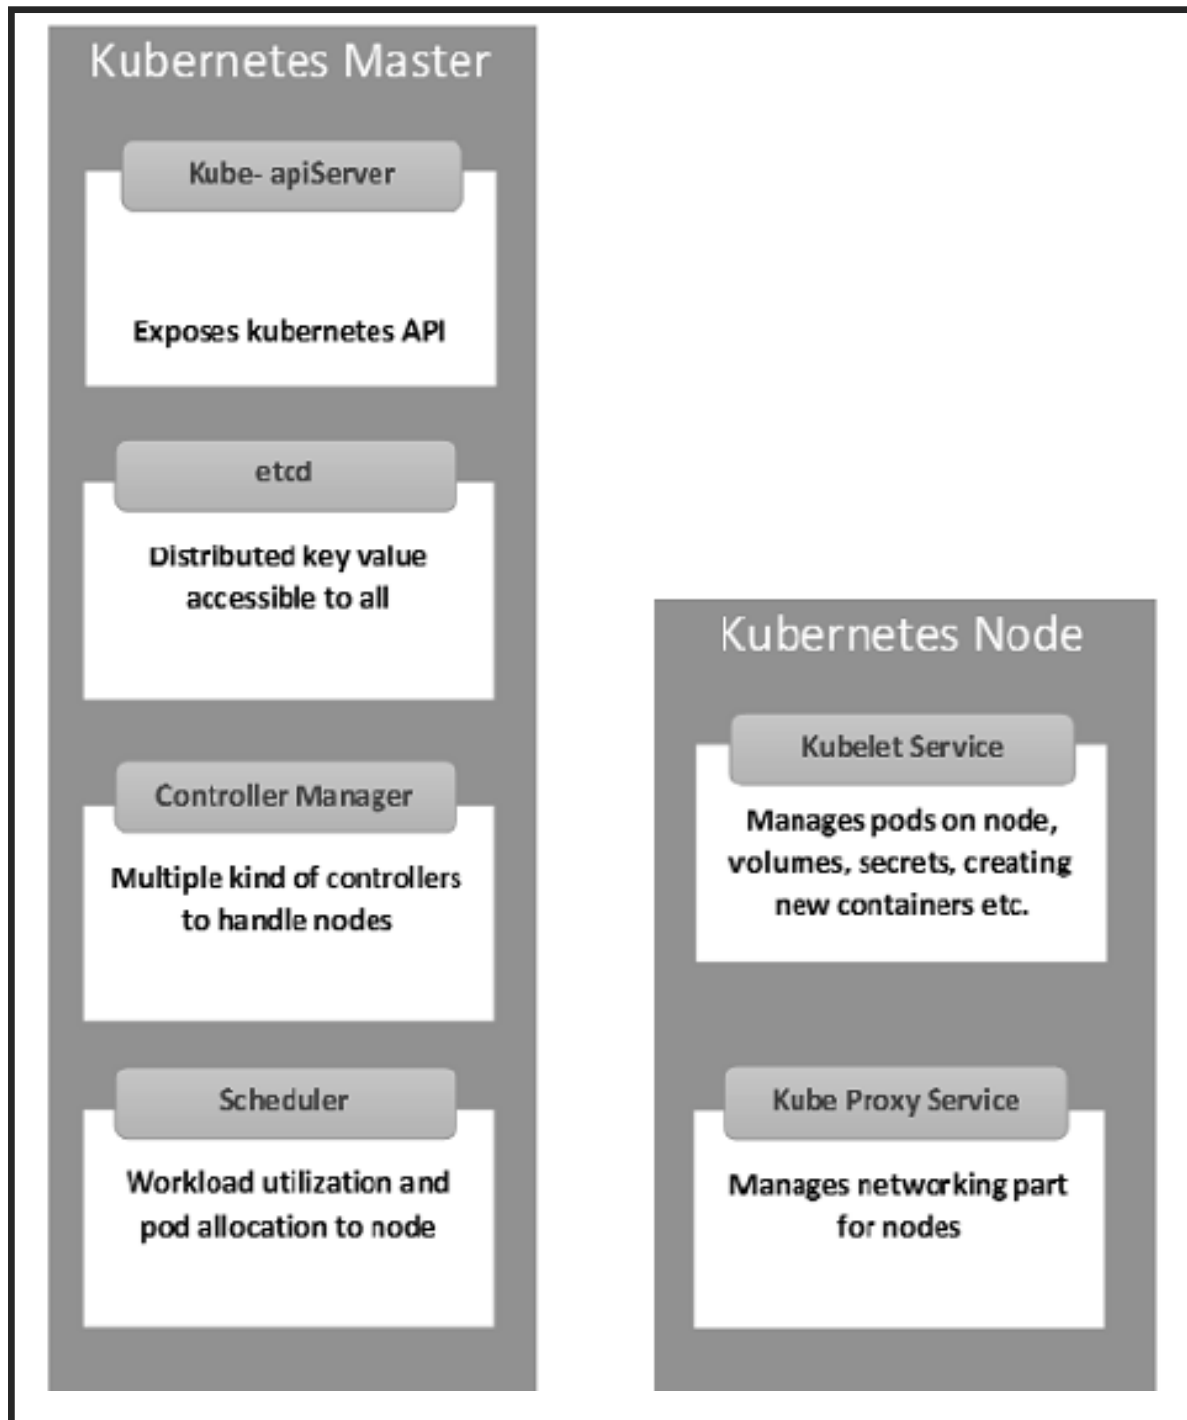 Kubernetes Master
Kube- apiServer
Exposes kubernetes API
etcd
Distributed key value
accessible to all
Controller Manager
Multiple kind of controllers
to handle nodes
Scheduler
Workload utilization and
pod allocation to node
Kubernetes Node
Kubelet Service
Manages pods on node,
volumes, secrets, creating
new containers etc.
Kube Proxy Service
Manages networking part
for nodes